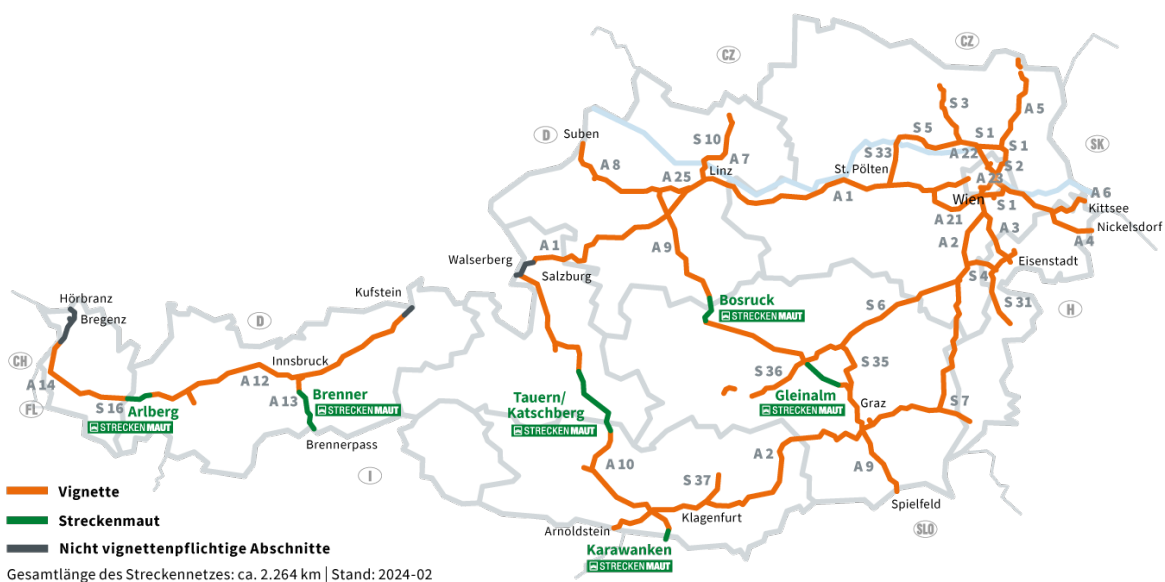 CZ
CZ
S 3
A 5
D
Suben
S 10
S 5
S 1
SK
A 7
S 33
A 22
S 1
A 8
Linz
St. Pölten
S 2
A 25
A 23
A 1
Wien
A 6
S 1
Kittsee
A 21
A 3
Nickelsdorf
A 1
A 9
A 2
A 4
Walserberg
Salzburg
Eisenstadt
S 4
Kufstein
Hörbranz
Bregenz
D
Bosruck
STRECKENMAUT
S 6
S 31
H
CH
Innsbruck
S 35
A 14
A 12
S 36
FL
S 16
Arlberg
STRECKENMAUT
A 13
Brenner
STRECKENMAUT
Tauern/
Katschberg
STRECKENMAUT
Gleinalm
STRECKENMAUT
Graz
S 7
Brennerpass
A 10
A 2
A 9
I
S 37
Vignette
Spielfeld
Klagenfurt
Streckenmaut
Arnoldstein
SLO
Nicht vignettenpflichtige Abschnitte
Karawanken
STRECKENMAUT
Gesamtlänge des Streckennetzes: ca. 2.264 km | Stand: 2024-02